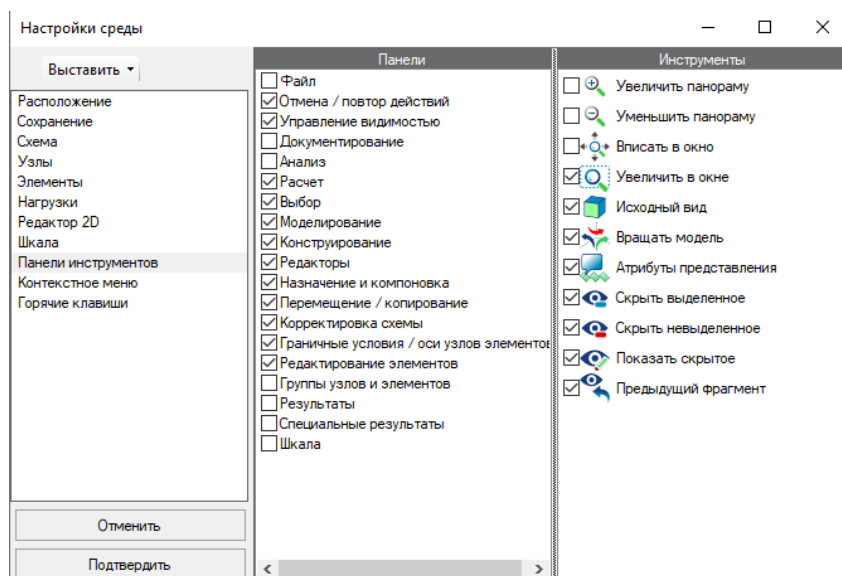 Настройки среды
Выставить
Расположение
Сохранение
Схема
Узлы
Элементы
Нагрузки
Редактор 2D
Шкала
Панели инструментов
Контекстное меню
Горячие клавиши
Отменить
Подтвердить
Панели
Файл
Отмена / повтор действий
Управление видимостью
Документирование
Анализ
Расчет
Выбор
Моделирование
Конструирование
Редакторы
Назначение и компоновка
Перемещение / копирование
Корректировка схемы
Граничные условия / оси узлов элементов
Редактирование элементов
Группы узлов и элементов
Результаты
Специальные результаты
Шкала
Инструменты
Увеличить панораму
Уменьшить панораму
Вписать в окно
Увеличить в окне
Исходный вид
Вращать модель
Атрибуты представления
Скрыть выделенное
Скрыть невыделенное
Показать скрытое
Предыдущий фрагмент